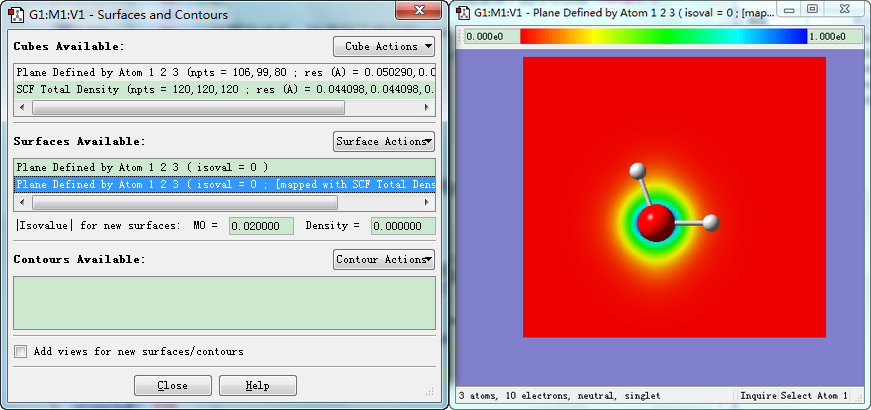 G1:M1:V1 - Surfaces and Contours
Cubes Available:
Cube Actions
Plane Defined by Atom 1 2 3 (npts = 106,99,80 ; res (A) = 0.050290,0.0
SCF Total Density (npts = 120,120,120 ; res (A) = 0.044098,0.044098,0.
Surfaces Available:
Surface Actions
Plane Defined by Atom 1 2 3 ( isoval = 0 )
Plane Defined by Atom 1 2 3 ( isoval = 0 ; [mapped with SCF Total Dens
|Isovalue| for new surfaces: MO = 0.020000 Density = 0.000000
Contours Available:
Contour Actions
Add views for new surfaces/contours
Close
Help
G1:M1:V1 - Plane Defined by Atom 1 2 3 ( isoval = 0 ; [map...
0.000e0
1.000e0
3 atoms, 10 electrons, neutral, singlet
Inquire Select Atom 1